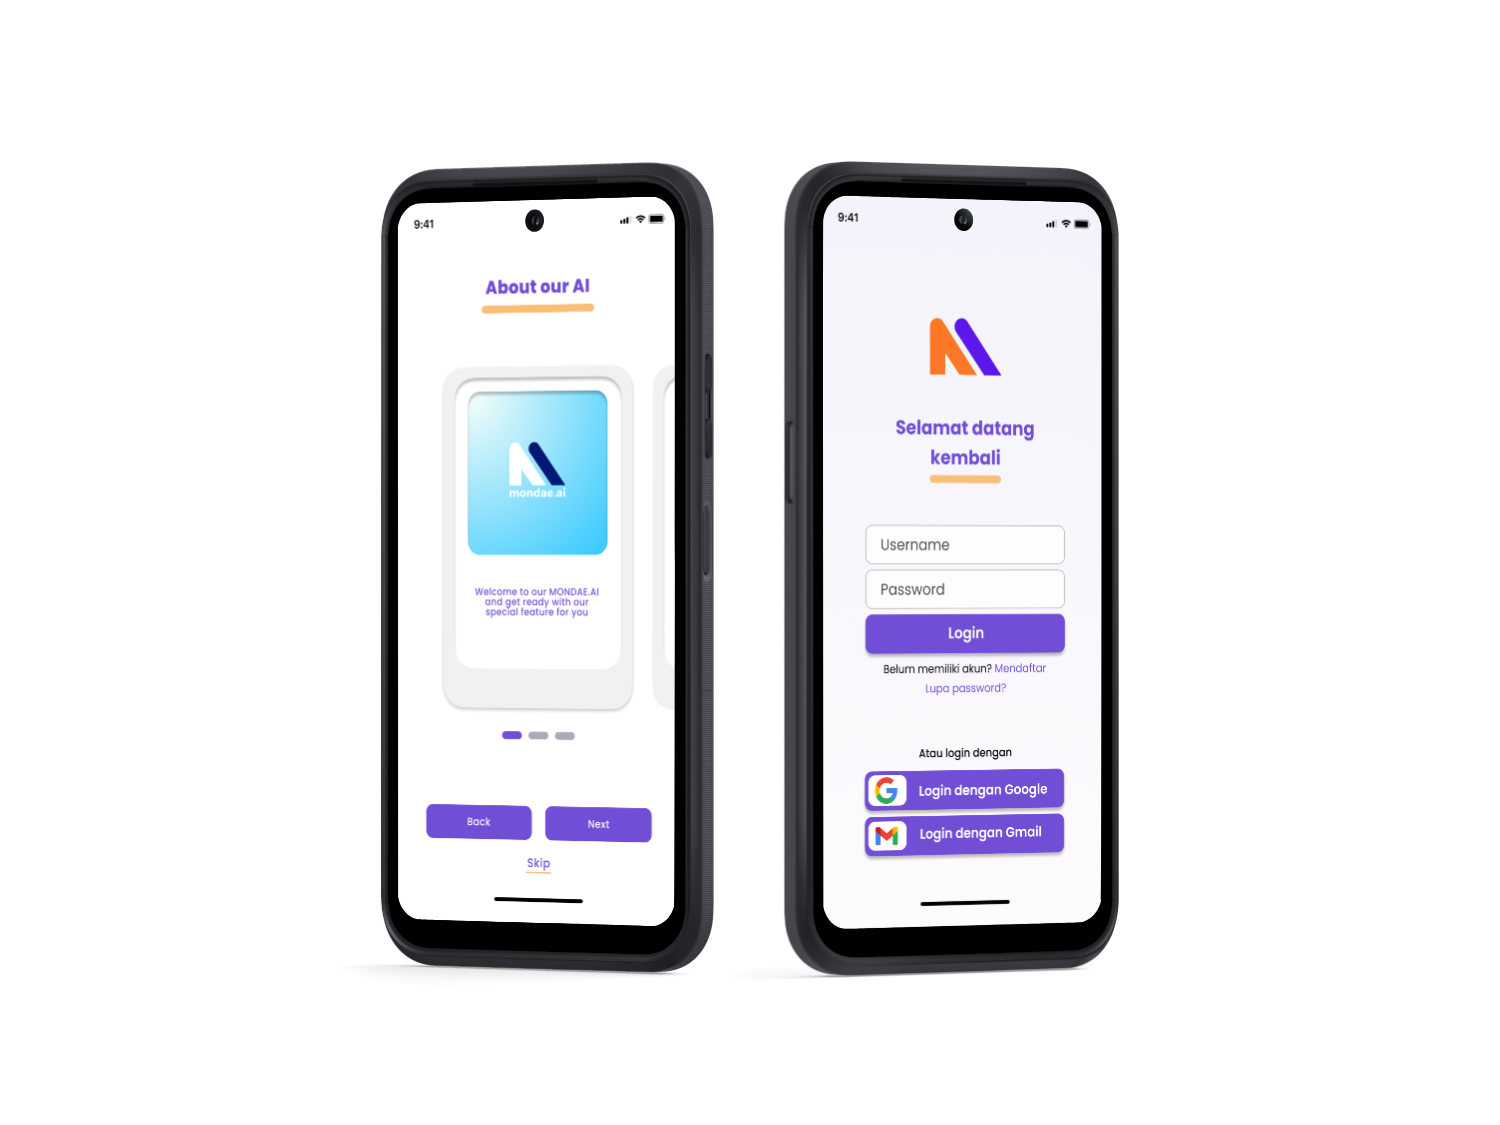 9:41
About our AI
mondae.ai
Welcome to our MONDAE.AI
and get ready with our
special feature for you
Back
Next
Skip
9:41
Selamat datang
kembali
Username
Password
Login
Belum memiliki akun? Mendaftar
Lupa password?
Atau login dengan
Login dengan Google
Login dengan Gmail